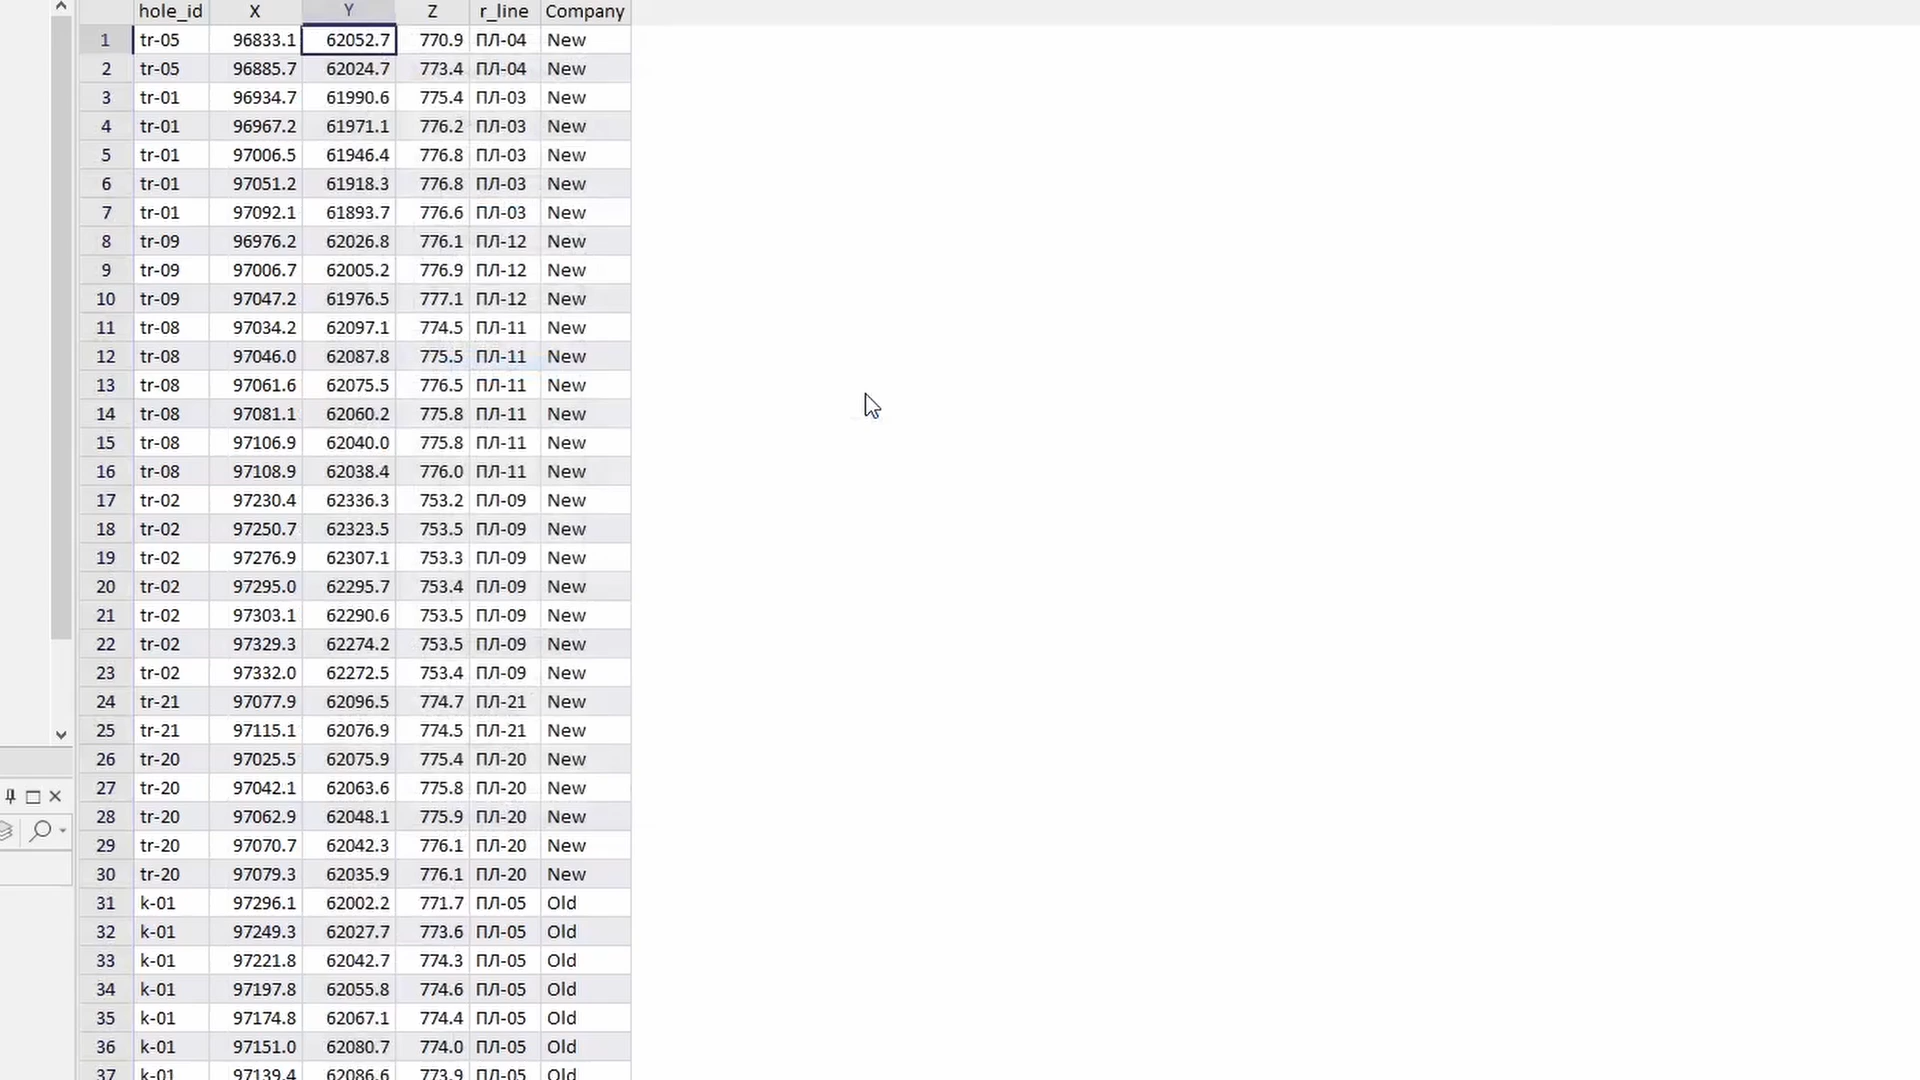 hole_id X Y Z r_line Company
1 tr-05 96833.1 62052.7 770.9 ПЛ-04 New
2 tr-05 96885.7 62024.7 773.4 ПЛ-04 New
3 tr-01 96934.7 61990.6 775.4 ПЛ-03 New
4 tr-01 96967.2 61971.1 776.2 ПЛ-03 New
5 tr-01 97006.5 61946.4 776.8 ПЛ-03 New
6 tr-01 97051.2 61918.3 776.8 ПЛ-03 New
7 tr-01 97092.1 61893.7 776.6 ПЛ-03 New
8 tr-09 96976.2 62026.8 776.1 ПЛ-12 New
9 tr-09 97006.7 62005.2 776.9 ПЛ-12 New
10 tr-09 97047.2 61976.5 777.1 ПЛ-12 New
11 tr-08 97034.2 62097.1 774.5 ПЛ-11 New
12 tr-08 97046.0 62087.8 775.5 ПЛ-11 New
13 tr-08 97061.6 62075.5 776.5 ПЛ-11 New
14 tr-08 97081.1 62060.2 775.8 ПЛ-11 New
15 tr-08 97106.9 62040.0 775.8 ПЛ-11 New
16 tr-08 97108.9 62038.4 776.0 ПЛ-11 New
17 tr-02 97230.4 62336.3 753.2 ПЛ-09 New
18 tr-02 97250.7 62323.5 753.5 ПЛ-09 New
19 tr-02 97276.9 62307.1 753.3 ПЛ-09 New
20 tr-02 97295.0 62295.7 753.4 ПЛ-09 New
21 tr-02 97303.1 62290.6 753.5 ПЛ-09 New
22 tr-02 97329.3 62274.2 753.5 ПЛ-09 New
23 tr-02 97332.0 62272.5 753.4 ПЛ-09 New
24 tr-21 97077.9 62096.5 774.7 ПЛ-21 New
25 tr-21 97115.1 62076.9 774.5 ПЛ-21 New
26 tr-20 97025.5 62075.9 775.4 ПЛ-20 New
27 tr-20 97042.1 62063.6 775.8 ПЛ-20 New
28 tr-20 97062.9 62048.1 775.9 ПЛ-20 New
29 tr-20 97070.7 62042.3 776.1 ПЛ-20 New
30 tr-20 97079.3 62035.9 776.1 ПЛ-20 New
31 k-01 97296.1 62002.2 771.7 ПЛ-05 Old
32 k-01 97249.3 62027.7 773.6 ПЛ-05 Old
33 k-01 97221.8 62042.7 774.3 ПЛ-05 Old
34 k-01 97197.8 62055.8 774.6 ПЛ-05 Old
35 k-01 97174.8 62067.1 774.4 ПЛ-05 Old
36 k-01 97151.0 62080.7 774.0 ПЛ-05 Old
37 k-01 97139.4 62086.6 773.9 ПЛ-05 Old